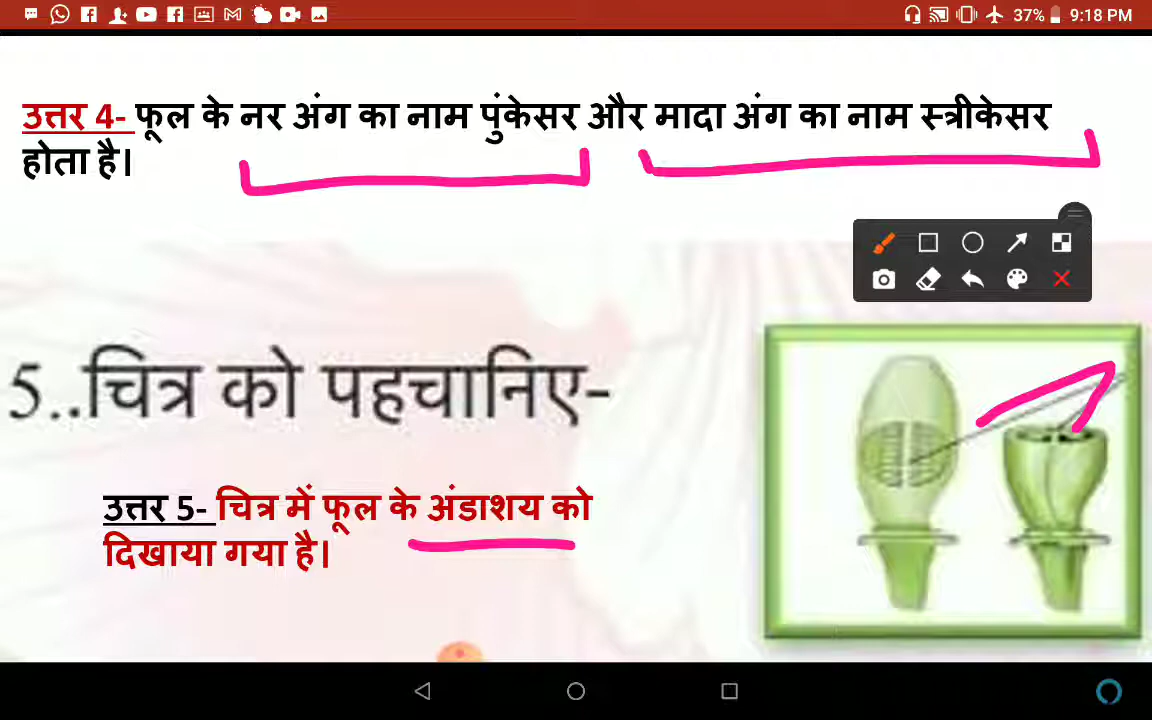 37% 9:18 PM
उत्तर 4- फूल के नर अंग का नाम पुंकेसर और मादा अंग का नाम स्त्रीकेसर
होता है।
5..चित्र को पहचानिए-
उत्तर 5- चित्र में फूल के अंडाशय को
दिखाया गया है।